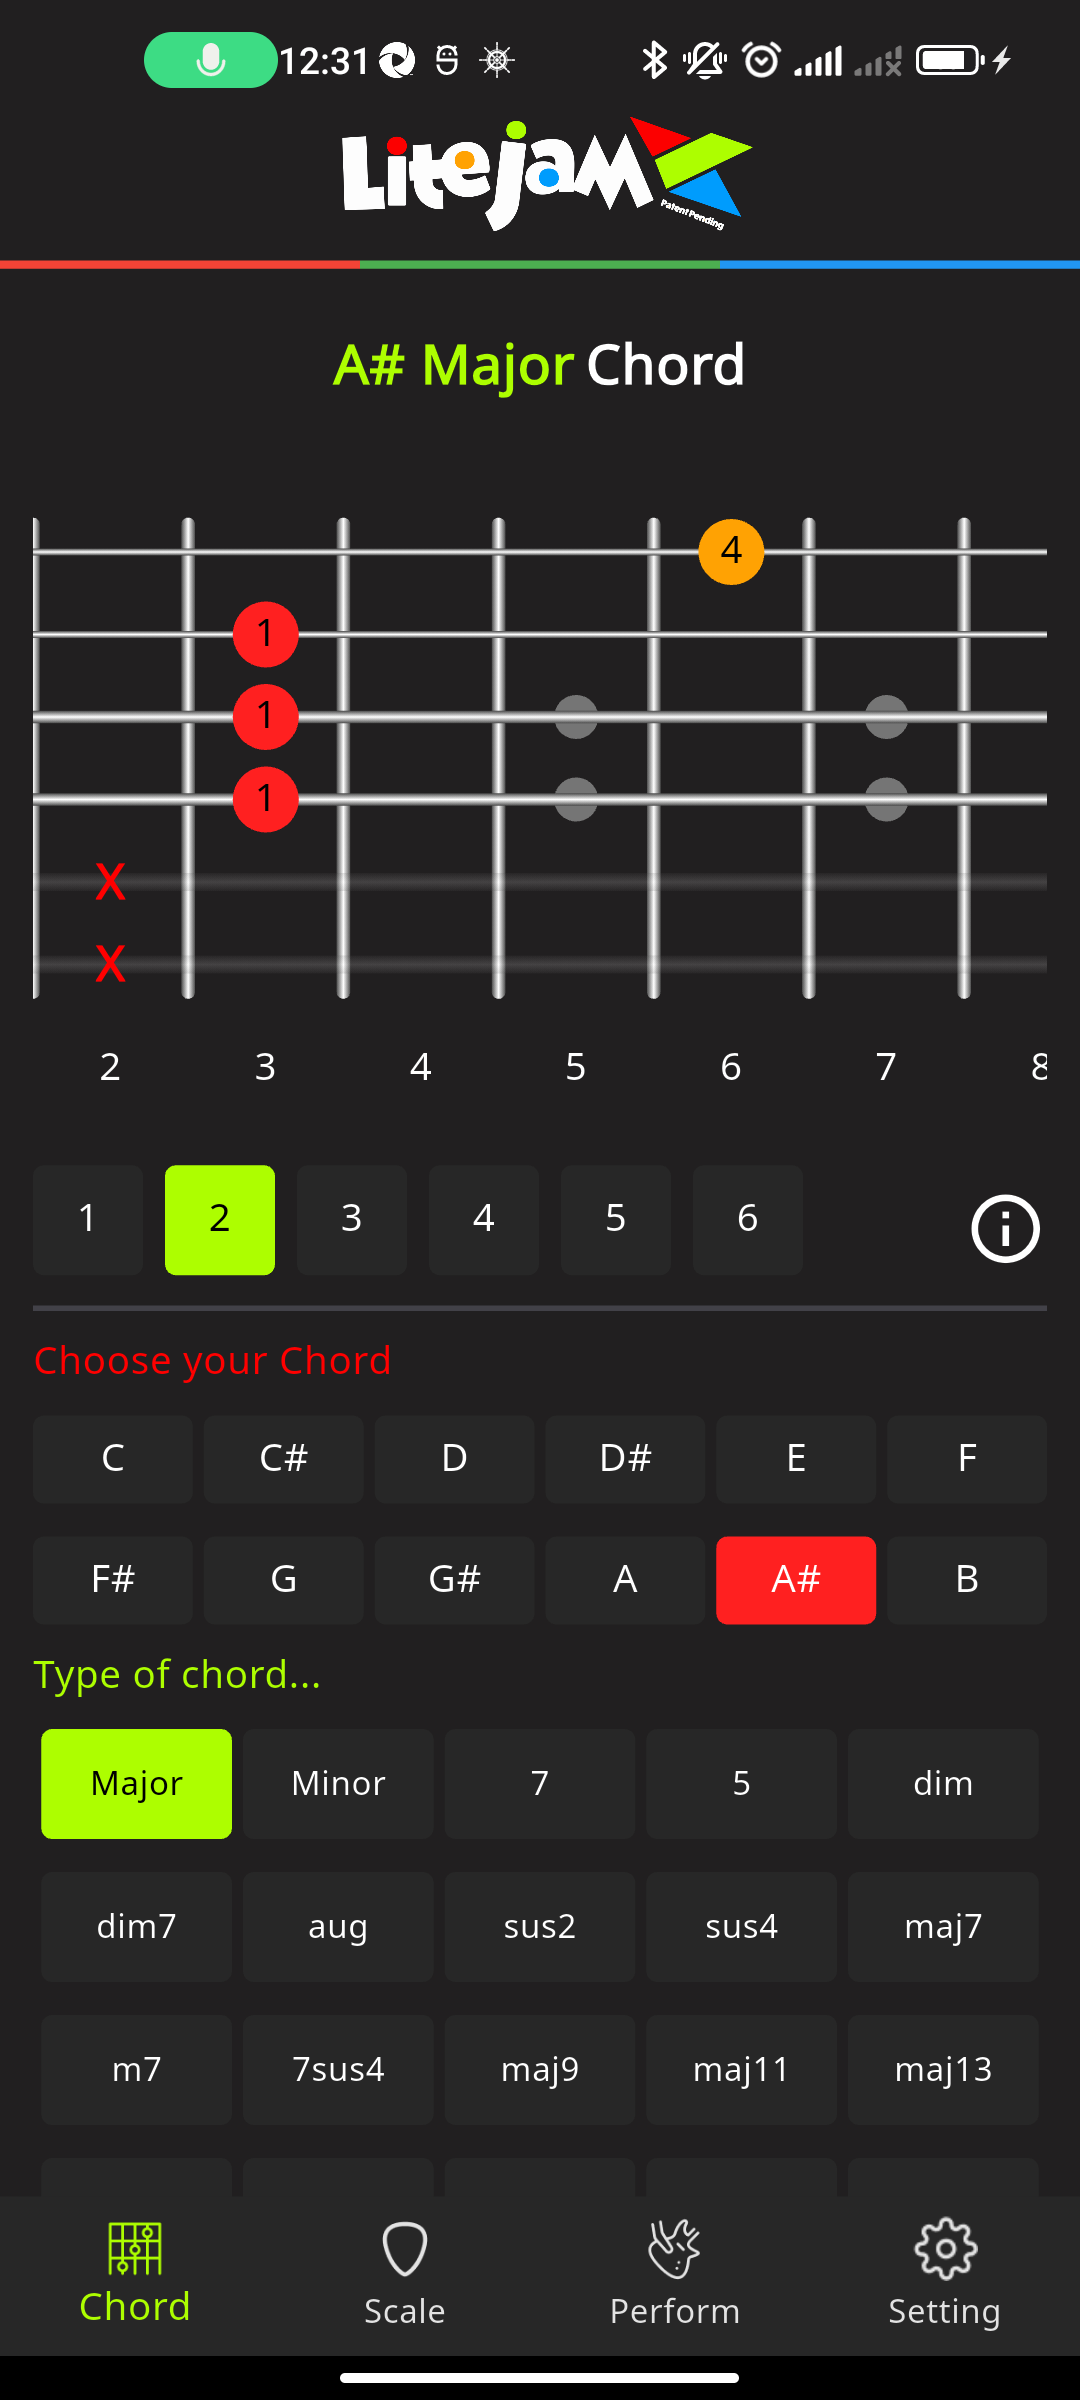 12:31
Litejam
Patent Pending
A# Major Chord
4
1
1
1
X
X
2 3 4 5 6 7 8
1 2 3 4 5 6
Choose your Chord
C C# D D# E F
F# G G# A A# B
Type of chord...
Major Minor 7 5 dim
dim7 aug sus2 sus4 maj7
m7 7sus4 maj9 maj11 maj13
Chord Scale Perform Setting